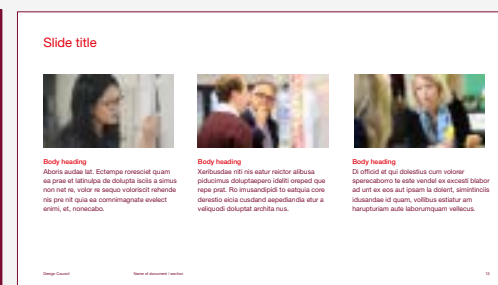 Slide title
Body heading
Aboris audae lat. Ectempe roresciet quam
ea prae et latinulpa de dolupta isciis a simus
non net re, volor re sequo voloriscit rehende
nis pre nit quia ea comnimagnate evelect
enimi, et, nonecabo.
Body heading
Xeribusdae niti nis eatur reictor alibusa
piducimus doluptaepero ideliti oreped que
repe prat. Ro imusandipidi to eatquia core
derestio eicia cusdand aepediandia etur a
veliquodi doluptat archita nus.
Body heading
Di officid et qui dolestius cum volorer
sperecaborro te este vendel ex excesti blabor
ad unt ex eos aut ipsam la dolent, simintinciis
idusandae id quam, vollibus estiatur am
harupturiam aute laborumquam vellecus.
Design Council
Name of document / section